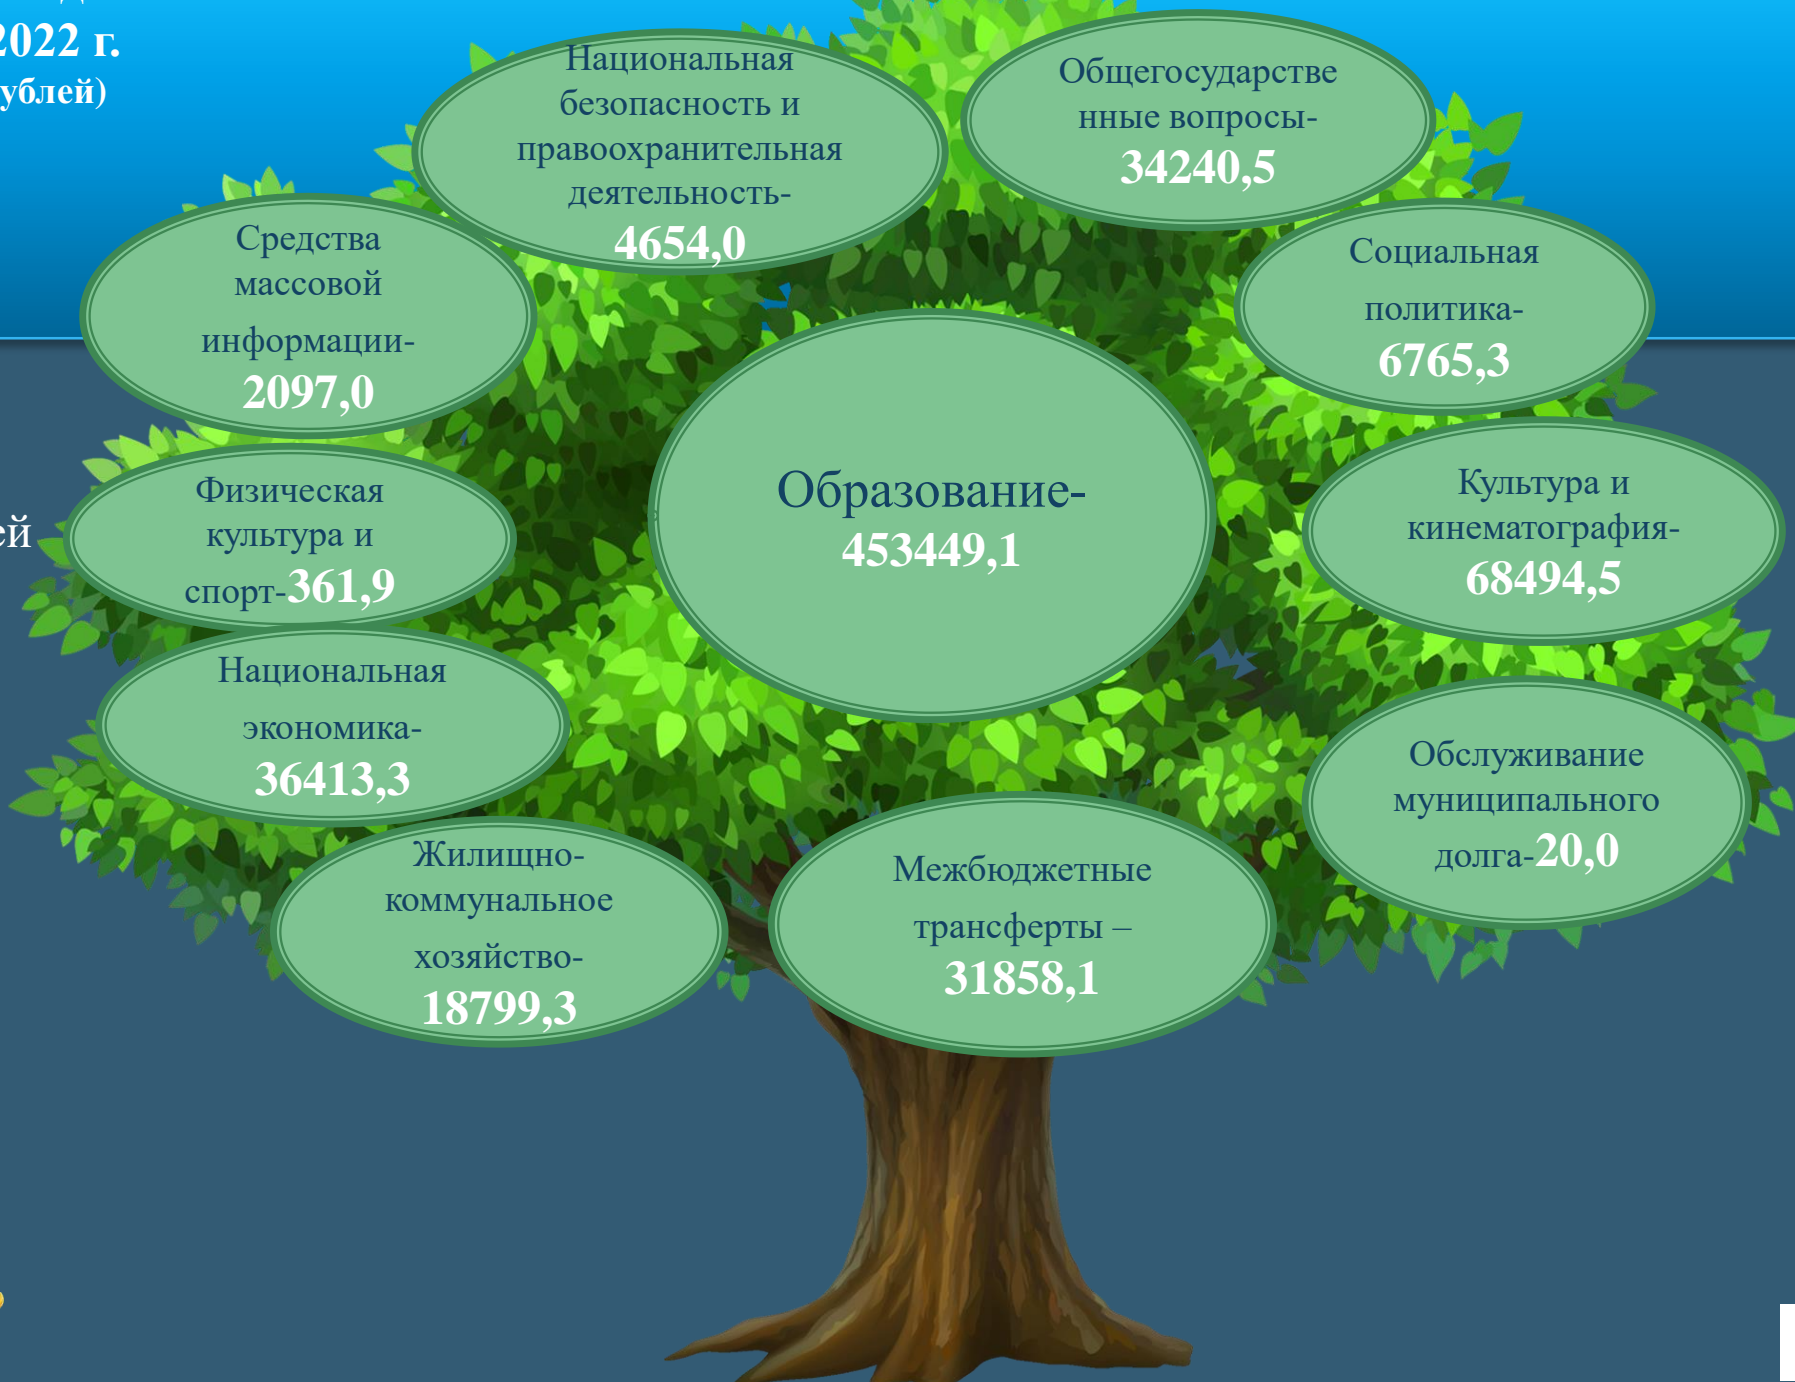 2022 г.
Национальная
безопасность и
правоохранительная
деятельность-
4654,0
Общегосударстве
нные вопросы-
34240,5
Средства
массовой
информации-
2097,0
Социальная
политика-
6765,3
Физическая
культура и
спорт-361,9
Образование-
453449,1
Культура и
кинематография-
68494,5
Национальная
экономика-
36413,3
Обслуживание
муниципального
долга-20,0
Жилищно-
коммунальное
хозяйство-
18799,3
Межбюджетные
трансферты –
31858,1